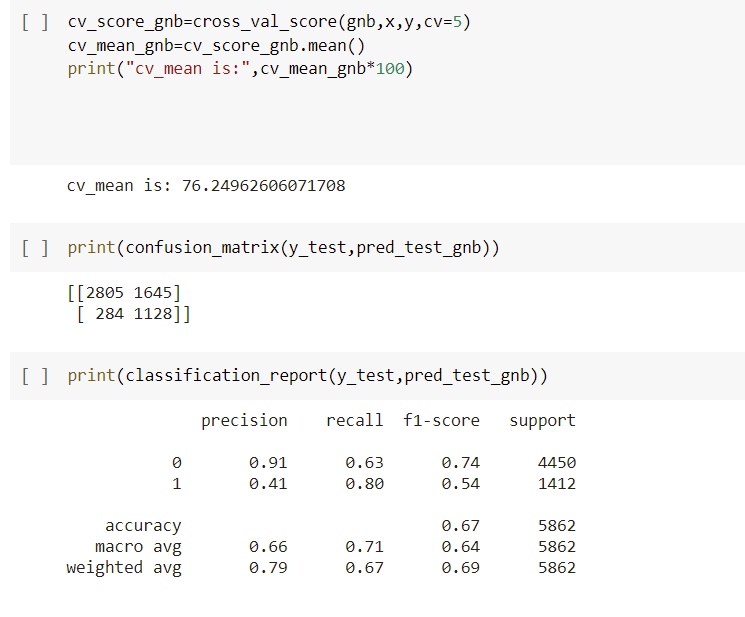 [ ] cv_score_gnb=cross_val_score(gnb,x,y,cv=5)
cv_mean_gnb=cv_score_gnb.mean()
print("cv_mean is:",cv_mean_gnb*100)
cv_mean is: 76.24962606071708
[ ] print(confusion_matrix(y_test,pred_test_gnb))
[[2805 1645]
[ 284 1128]]
[ ] print(classification_report(y_test,pred_test_gnb))
precision recall f1-score support
0 0.91 0.63 0.74 4450
1 0.41 0.80 0.54 1412
accuracy 0.67 5862
macro avg 0.66 0.71 0.64 5862
weighted avg 0.79 0.67 0.69 5862